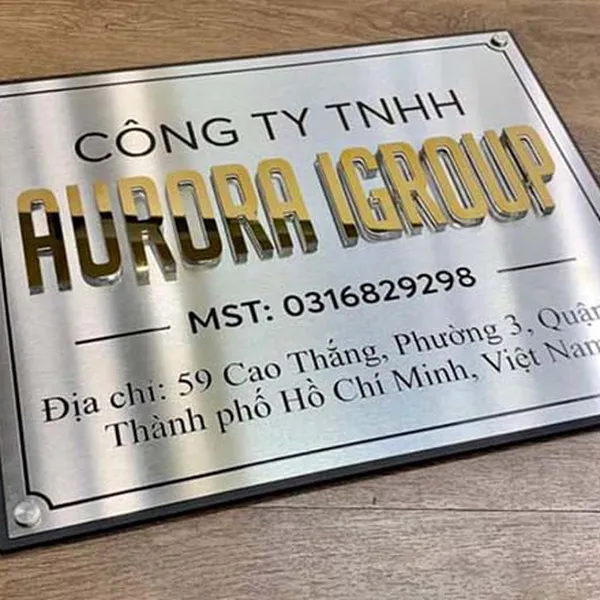 CÔNG TY TNHH
AURORA IGROUP
MST: 0316829298
Địa chỉ: 59 Cao Thắng, Phường 3, Quận
Thành phố Hồ Chí Minh, Việt Nam